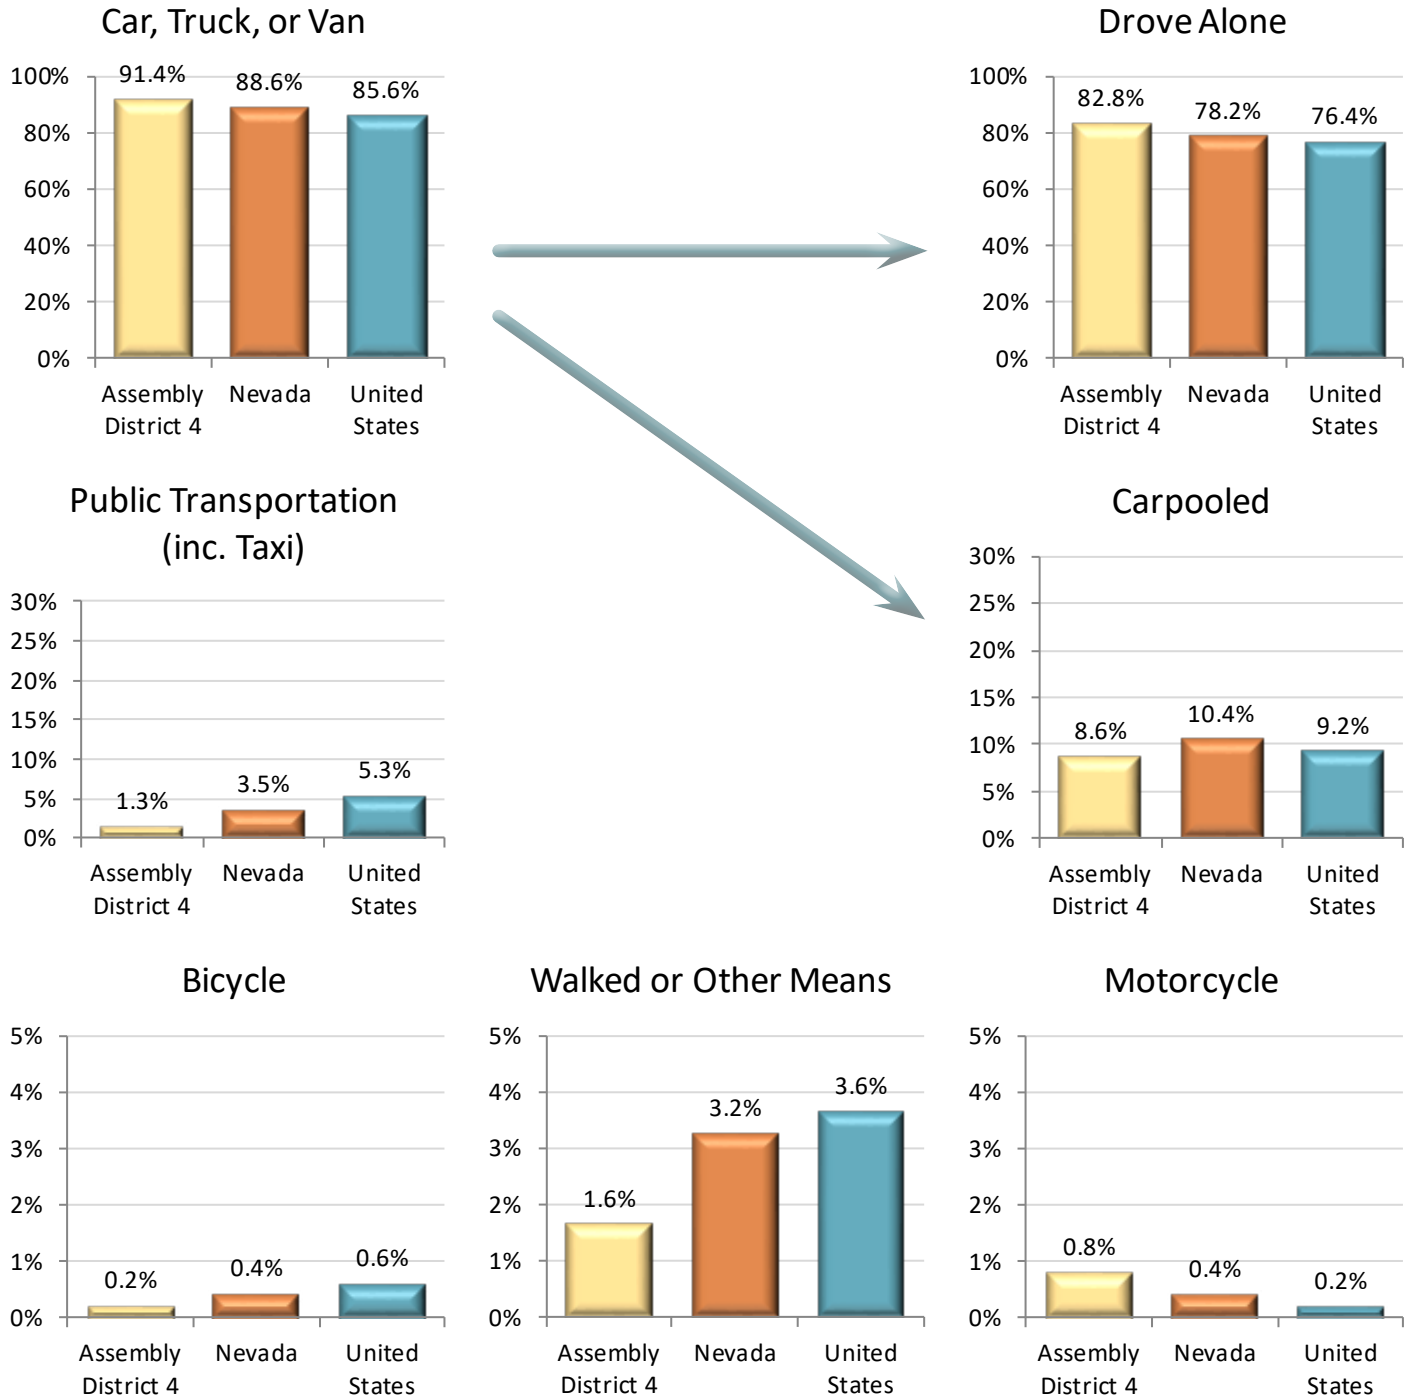 Car, Truck, or Van
100%
80%
60%
40%
20%
0%
91.4%
88.6%
85.6%
Assembly
District 4
Nevada
United
States
Drove Alone
100%
80%
60%
40%
20%
0%
82.8%
78.2%
76.4%
Assembly
District 4
Nevada
United
States
Public Transportation
(inc. Taxi)
30%
25%
20%
15%
10%
5%
0%
1.3%
3.5%
5.3%
Assembly
District 4
Nevada
United
States
Carpooled
30%
25%
20%
15%
10%
5%
0%
8.6%
10.4%
9.2%
Assembly
District 4
Nevada
United
States
Bicycle
5%
4%
3%
2%
1%
0%
0.2%
0.4%
0.6%
Assembly
District 4
Nevada
United
States
Walked or Other Means
5%
4%
3%
2%
1%
0%
1.6%
3.2%
3.6%
Assembly
District 4
Nevada
United
States
Motorcycle
5%
4%
3%
2%
1%
0%
0.8%
0.4%
0.2%
Assembly
District 4
Nevada
United
States